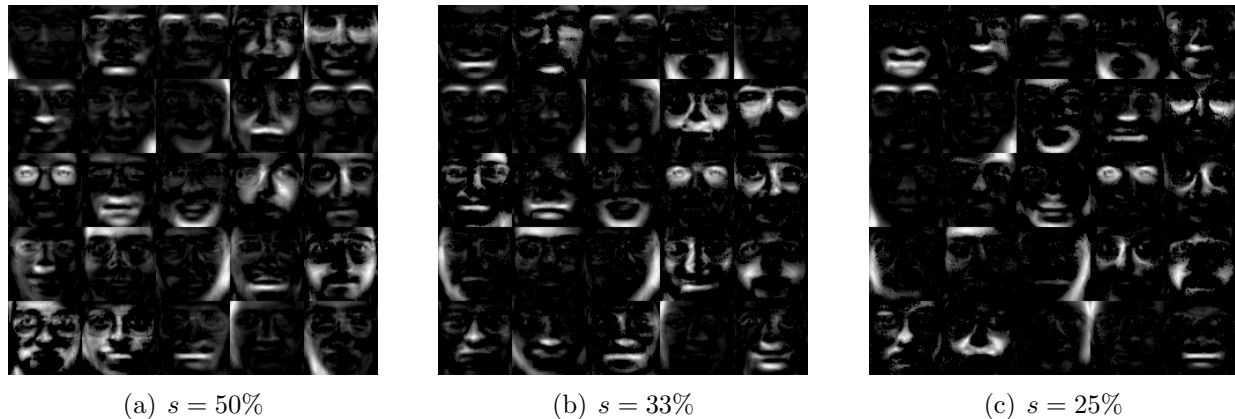 (a) s = 50%
(b) s = 33%
(c) s = 25%